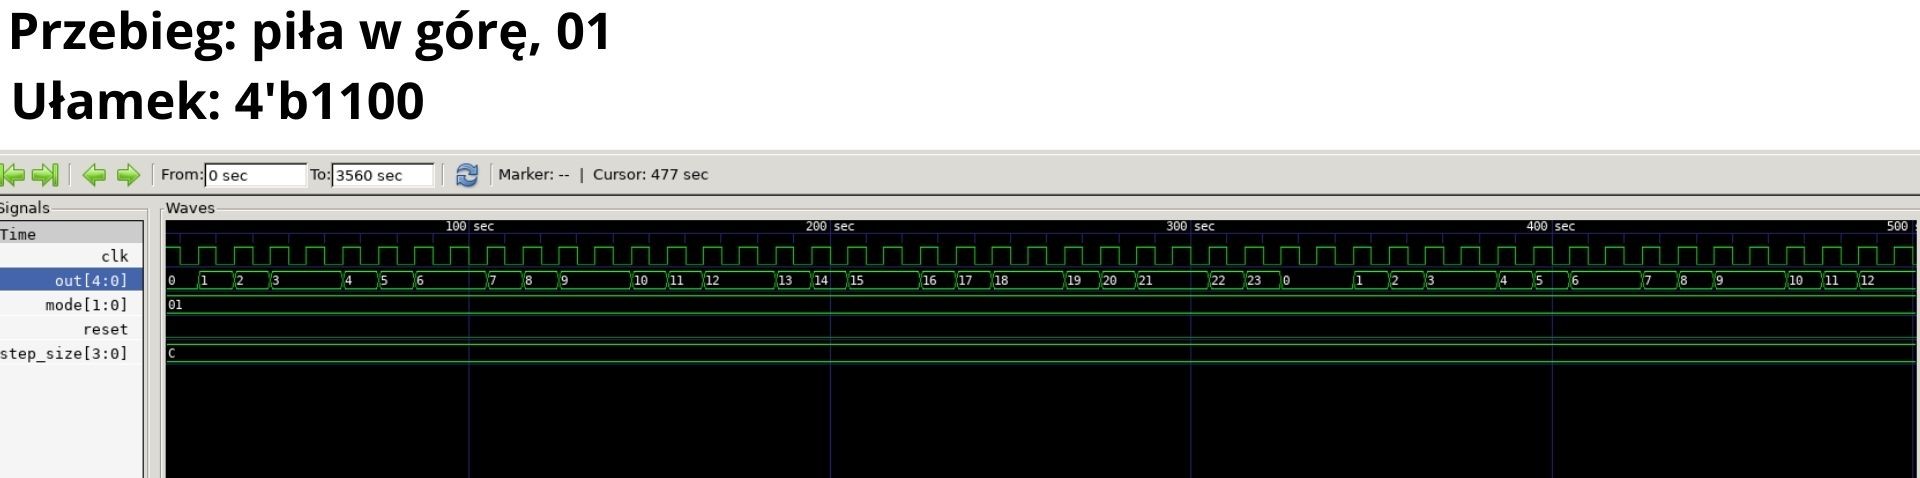 Przebieg: piła w górę, 01
Ułamek: 4'b1100
From: 0 sec To: 3560 sec Marker: -- | Cursor: 477 sec
Signals Waves
Time 100 sec 200 sec 300 sec 400 sec 500
clk
out[4:0] 0 1 2 3 4 5 6 7 8 9 10 11 12 13 14 15 16 17 18 19 20 21 22 23 0 1 2 3 4 5 6 7 8 9 10 11 12
mode[1:0] 01
reset
step_size[3:0] C